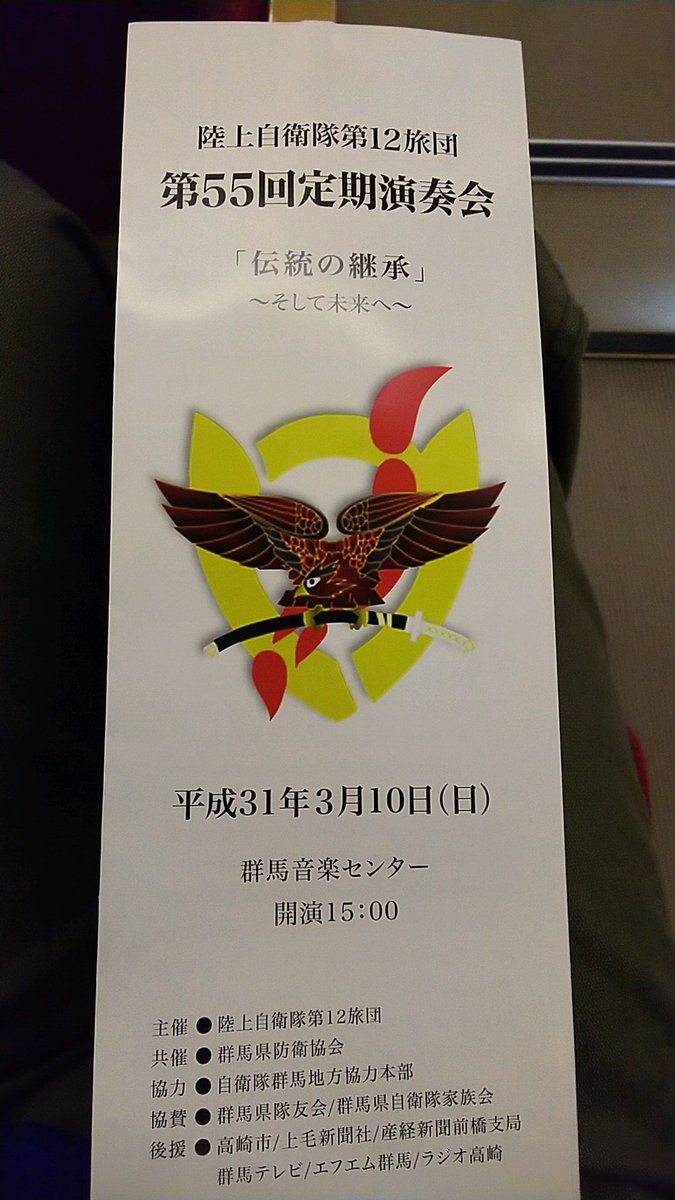 陸上自衛隊第12旅団
第55回定期演奏会
「伝統の継承」
～そして未来へ～
平成31年3月10日(日)
群馬音楽センター
開演15:00
主催 ● 陸上自衛隊第12旅団
共催 ● 群馬県防衛協会
協力 ● 自衛隊群馬地方協力本部
協賛 ● 群馬県隊友会/群馬県自衛隊家族会
後援 ● 高崎市/上毛新聞社/産経新聞前橋支局
群馬テレビ/エフエム群馬/ラジオ高崎